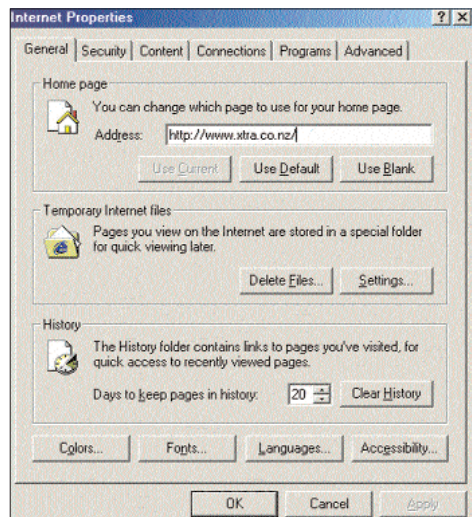 Internet Properties
General Security Content Connections Programs Advanced
Home page
You can change which page to use for your home page.
Address: http://www.xtra.co.nz/
Use Current Use Default Use Blank
Temporary Internet files
Pages you view on the Internet are stored in a special folder
for quick viewing later.
Delete Files... Settings...
History
The History folder contains links to pages you've visited, for
quick access to recently viewed pages.
Days to keep pages in history: 20 Clear History
Colors... Fonts... Languages... Accessibility...
OK Cancel Apply